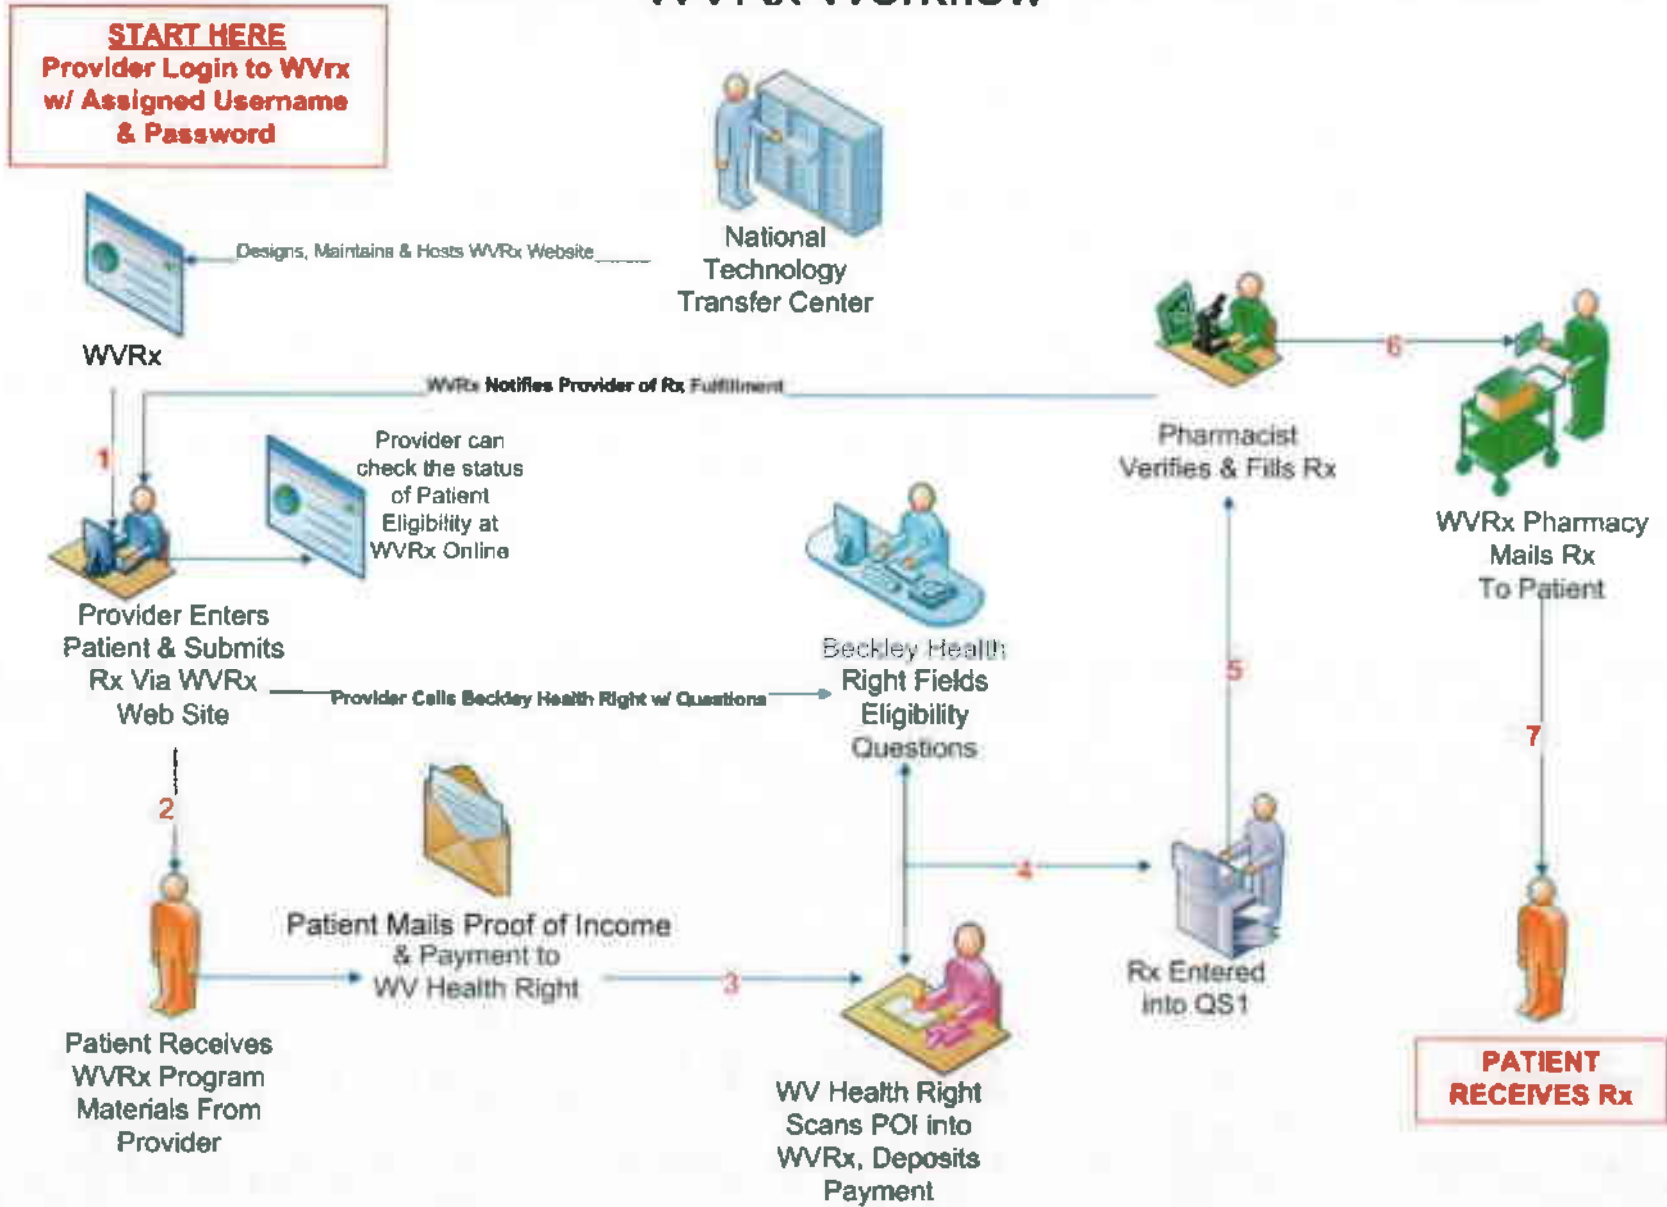 WVRx Workflow
START HERE
Provider Login to WVrx
w/ Assigned Username
& Password
National
Technology
Transfer Center
Designs, Maintains & Hosts WVRx Website
WVRx
6
WVRx Notifies Provider of Rx Fulfillment
Pharmacist
Verifies & Fills Rx
1
Provider can
check the status
of Patient
Eligibility at
WVRx Online
WVRx Pharmacy
Mails Rx
To Patient
Provider Enters
Patient & Submits
Rx Via WVRx
Web Site
Provider Calls Beckley Health Right w/ Questions
Beckley Health
Right Fields
Eligibility
Questions
5
7
2
4
Patient Mails Proof of Income
& Payment to
WV Health Right
3
Rx Entered
into QS1
Patient Receives
WVRx Program
Materials From
Provider
WV Health Right
Scans POI into
WVRx, Deposits
Payment
PATIENT
RECEIVES Rx